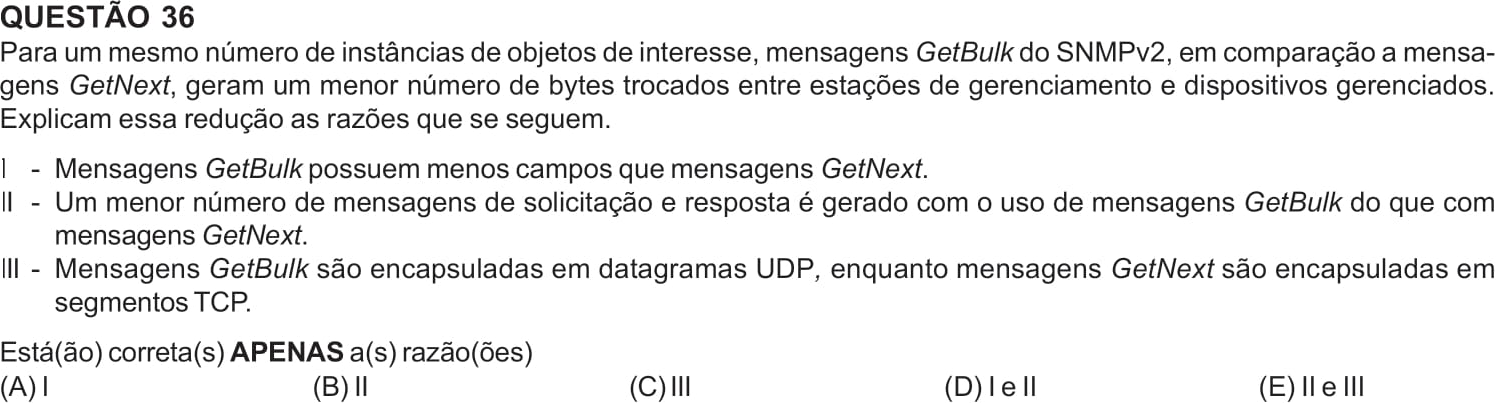 QUESTÃO 36
Para um mesmo número de instâncias de objetos de interesse, mensagens GetBulk do SNMPv2, em comparação a mensa-
gens GetNext, geram um menor número de bytes trocados entre estações de gerenciamento e dispositivos gerenciados.
Explicam essa redução as razões que se seguem.
I - Mensagens GetBulk possuem menos campos que mensagens GetNext.
II - Um menor número de mensagens de solicitação e resposta é gerado com o uso de mensagens GetBulk do que com
mensagens GetNext.
III - Mensagens GetBulk são encapsuladas em datagramas UDP, enquanto mensagens GetNext são encapsuladas em
segmentos TCP.
Está(ão) correta(s) APENAS a(s) razão(ões)
(A) I (B) II (C) III (D) I e II (E) II e III